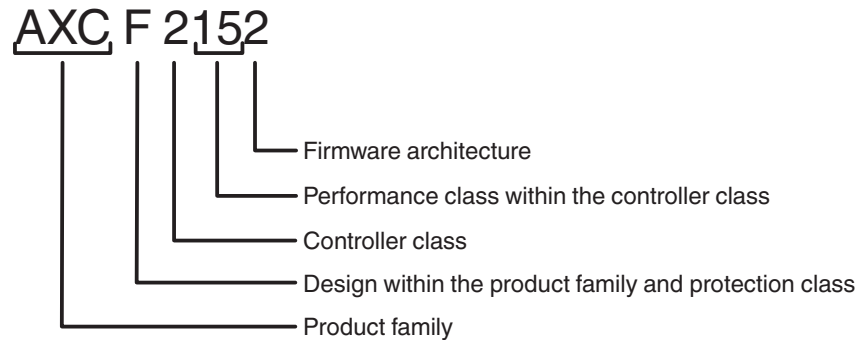 AXC F 2152
Firmware architecture
Performance class within the controller class
Controller class
Design within the product family and protection class
Product family